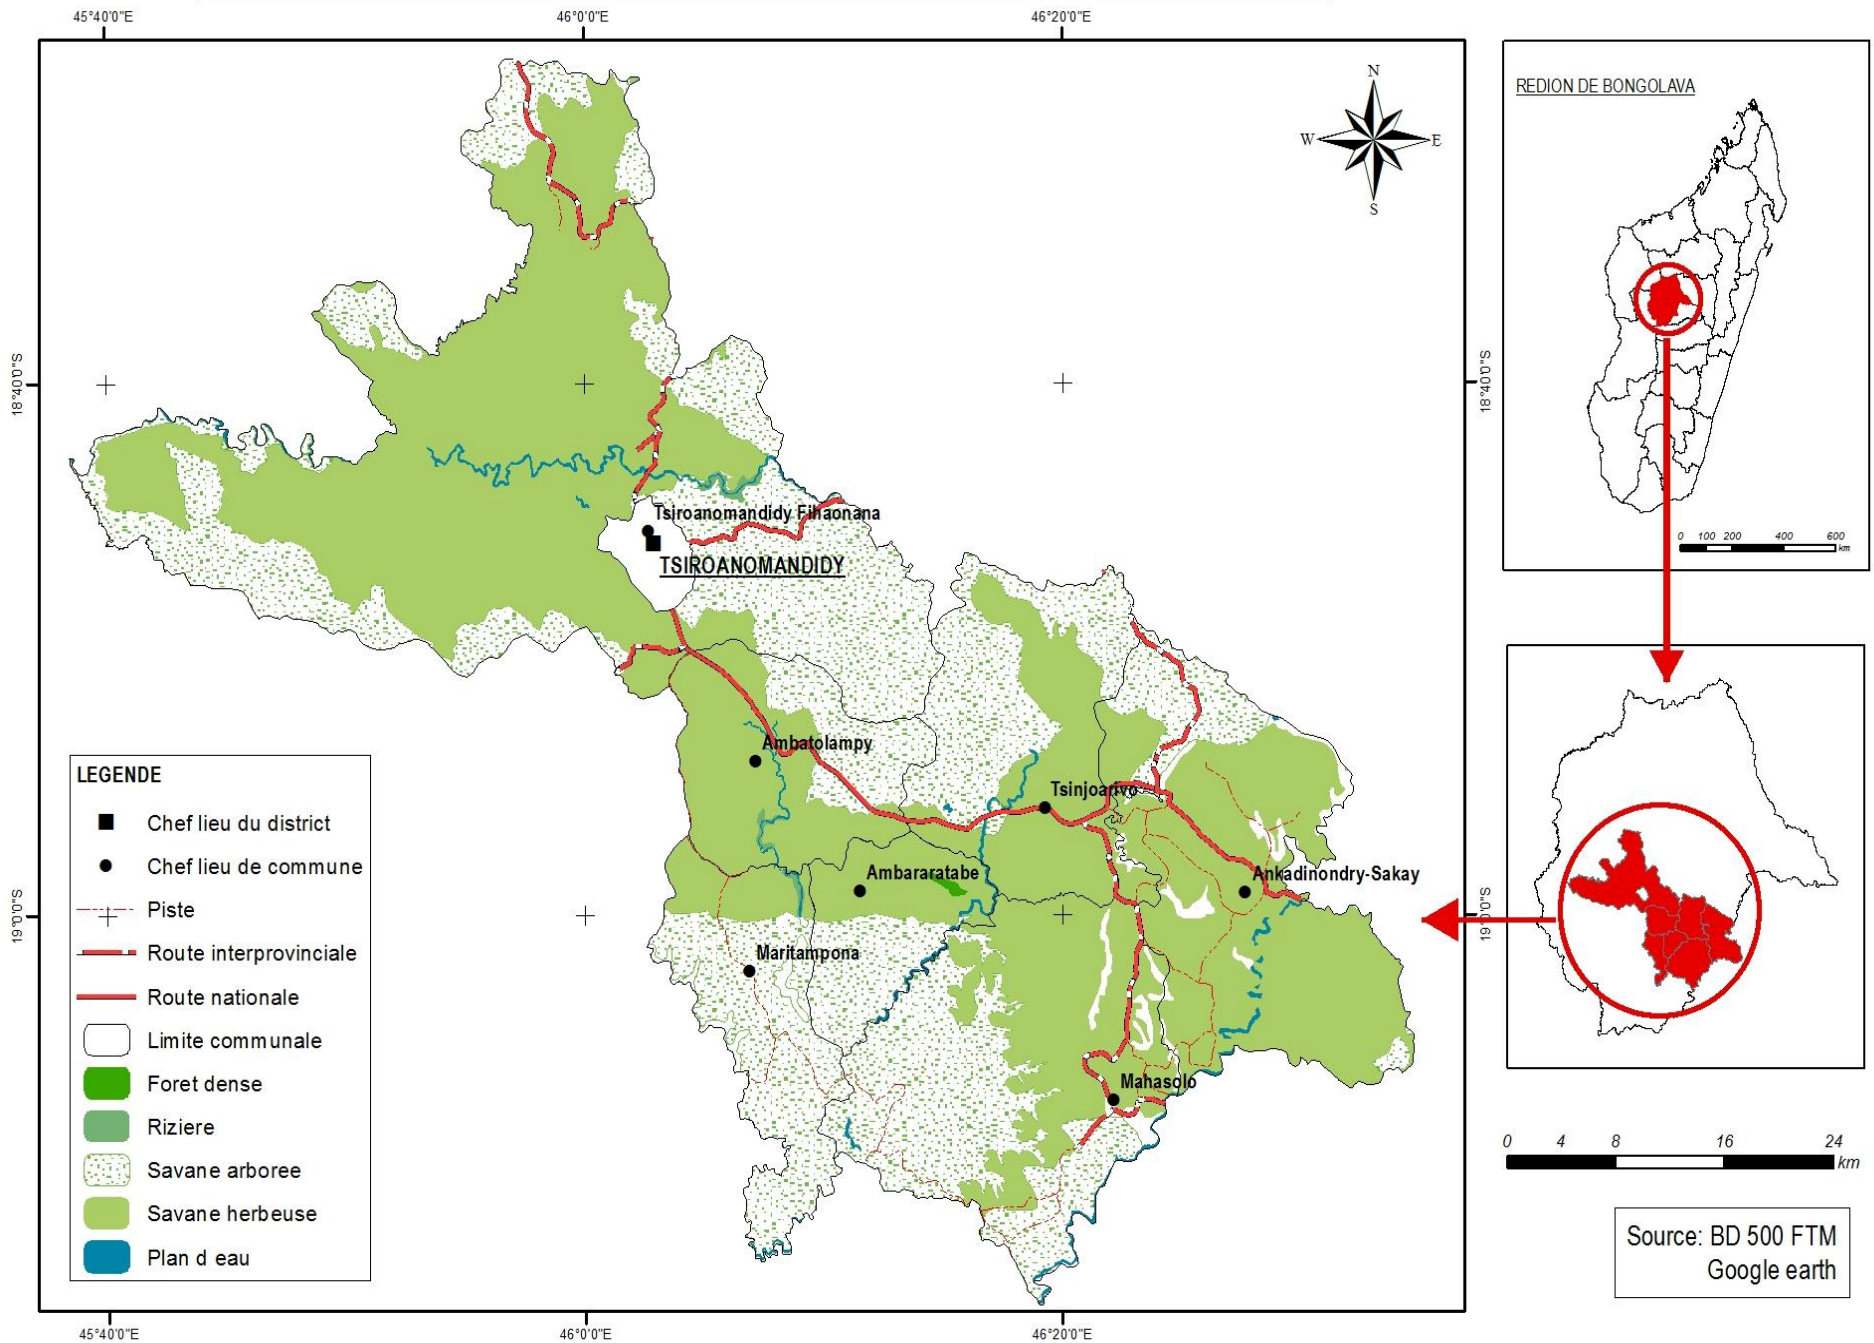 45°40'0"E
46°0'0"E
46°20'0"E
18°40'0"S
19°0'0"S
N
W
E
S
Tsiroanomandidy Fihaonana
TSIROANOMANDIDY
Ambatolampy
Tsinjoarivo
Ambararatabe
Ankadinondry-Sakay
Maritampona
Mahasolo
LEGENDE
Chef lieu du district
Chef lieu de commune
Piste
Route interprovinciale
Route nationale
Limite communale
Foret dense
Riziere
Savane arboree
Savane herbeuse
Plan d eau
18°40'0"S
19°0'0"S
45°40'0"E
46°0'0"E
46°20'0"E
REDION DE BONGOLAVA
0 100 200 400 600
km
0 4 8 16 24
km
Source: BD 500 FTM
Google earth